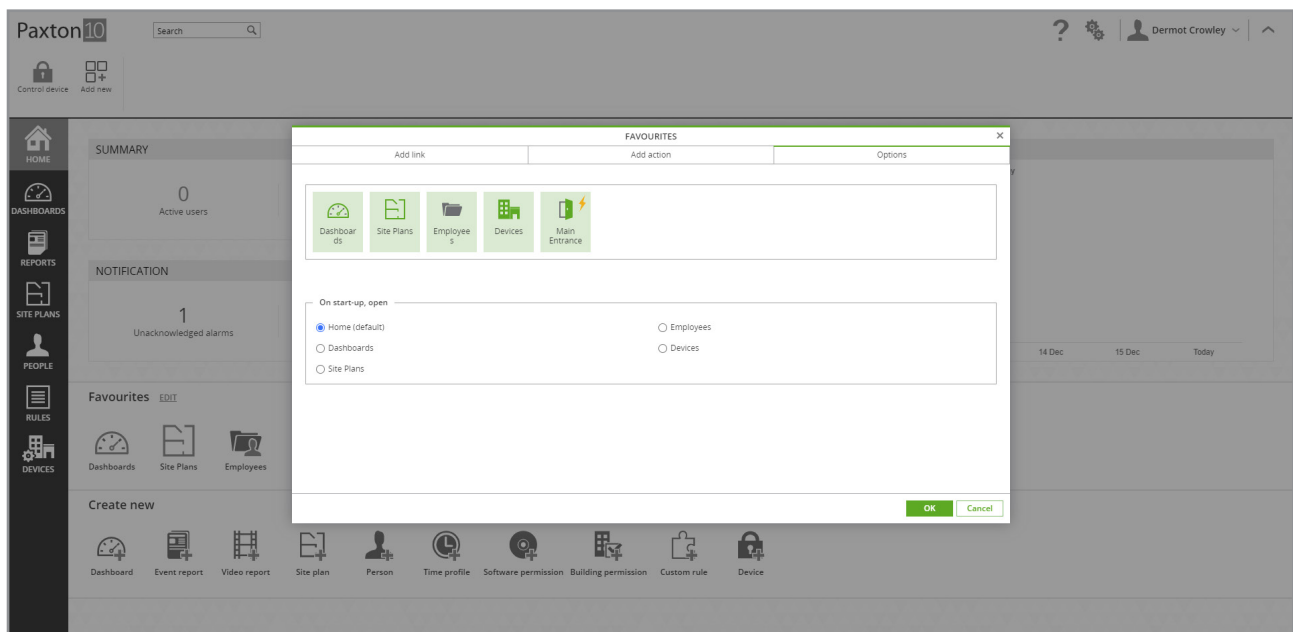 Paxton 10
Search
Dermot Crowley
Control device
Add new
HOME
DASHBOARDS
REPORTS
SITE PLANS
PEOPLE
RULES
DEVICES
SUMMARY
0
Active users
NOTIFICATION
1
Unacknowledged alarms
FAVOURITES
Add link
Add action
Options
Dashboar
ds
Site Plans
Employee
s
Devices
Main
Entrance
On start-up, open
Home (default)
Employees
Dashboards
Devices
Site Plans
OK
Cancel
y
14 Dec
15 Dec
Today
Favourites EDIT
Dashboards
Site Plans
Employees
Create new
Dashboard
Event report
Video report
Site plan
Person
Time profile
Software permission
Building permission
Custom rule
Device